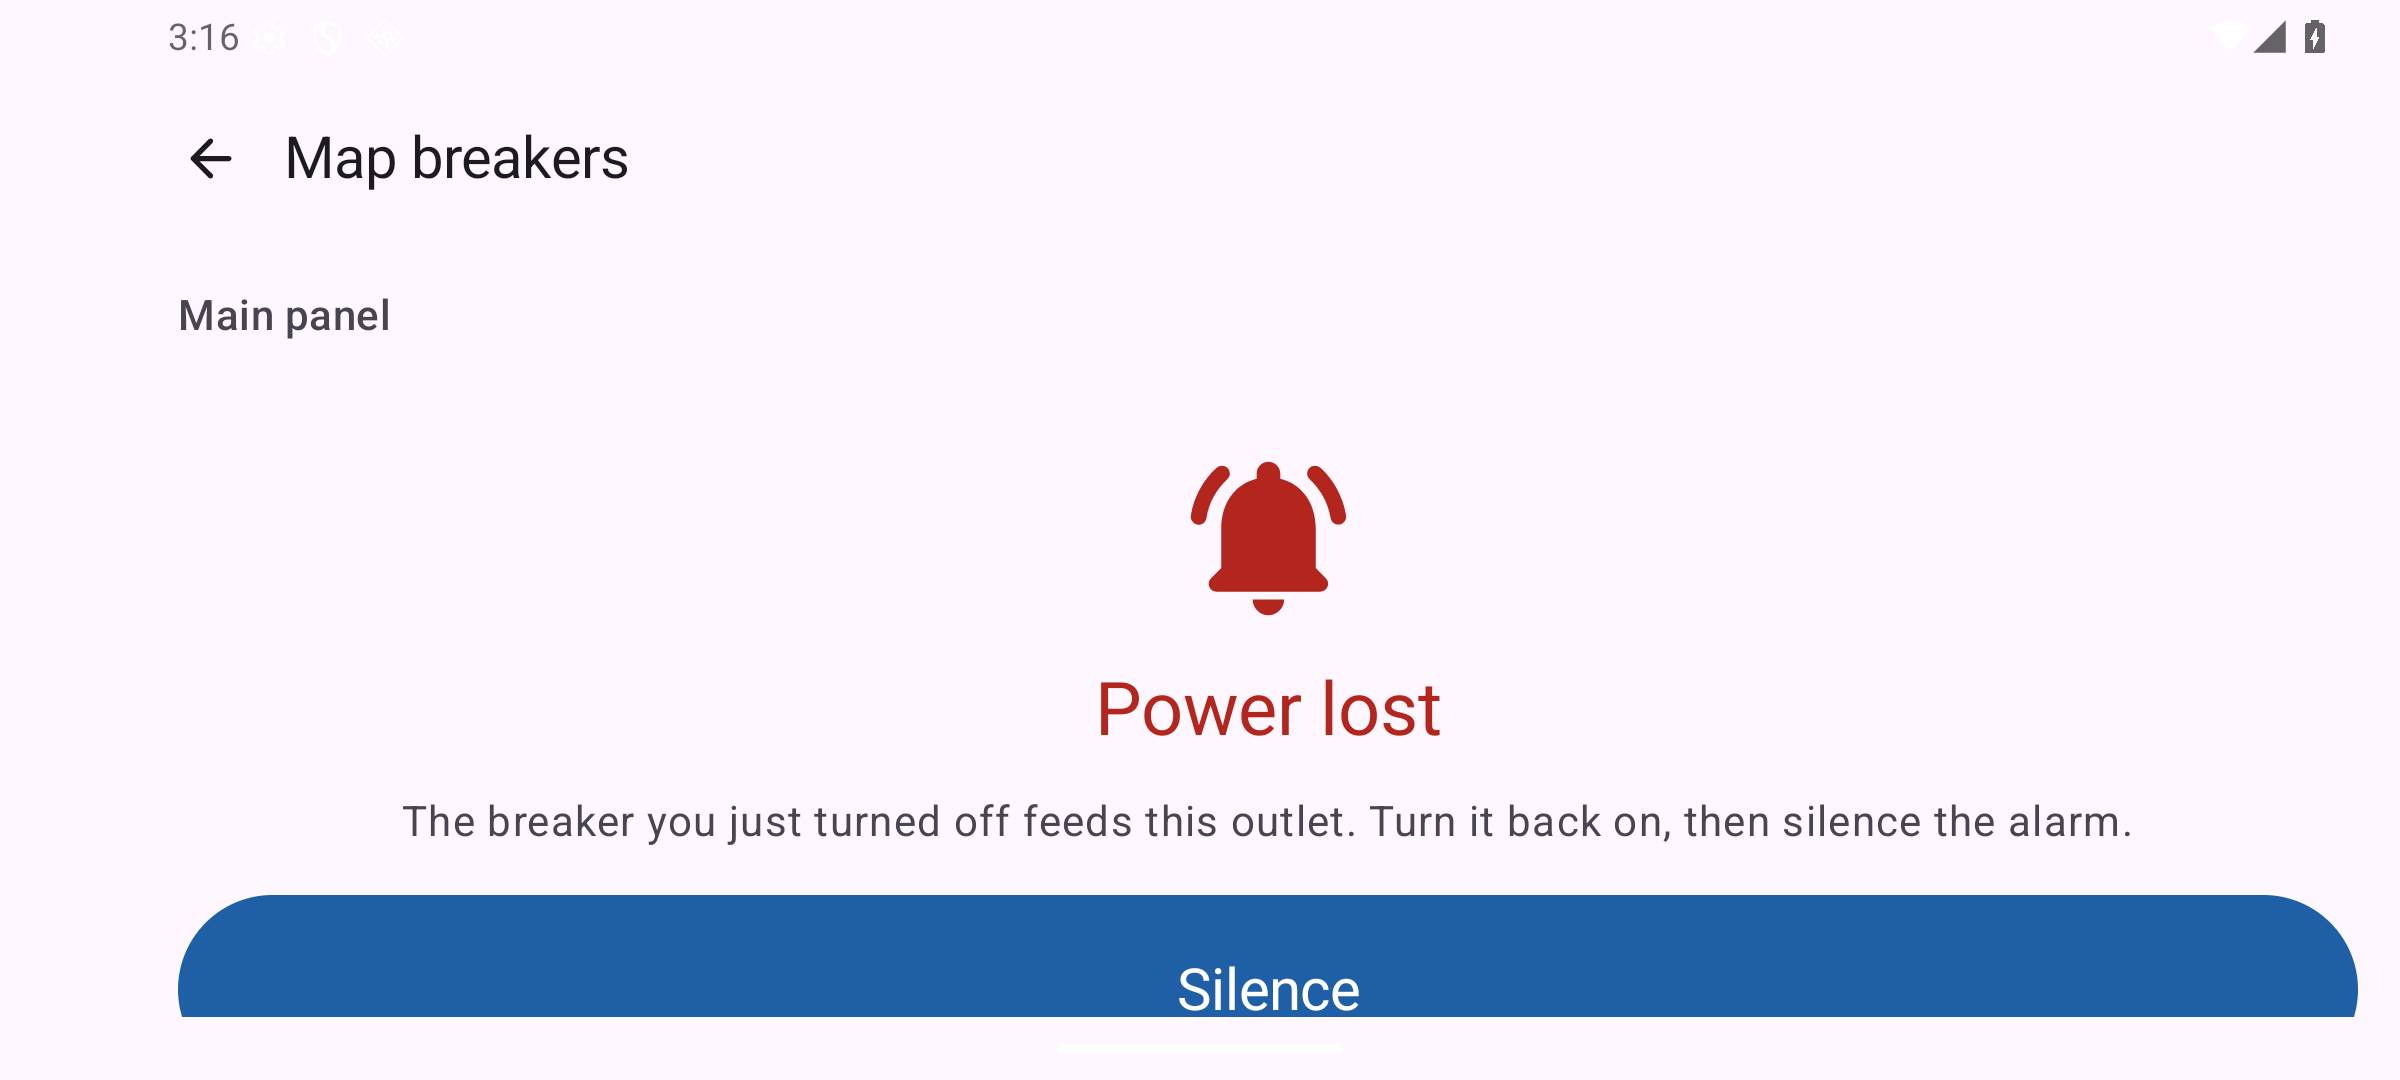 3:16
Map breakers
Main panel
Power lost
The breaker you just turned off feeds this outlet. Turn it back on, then silence the alarm.
Silence